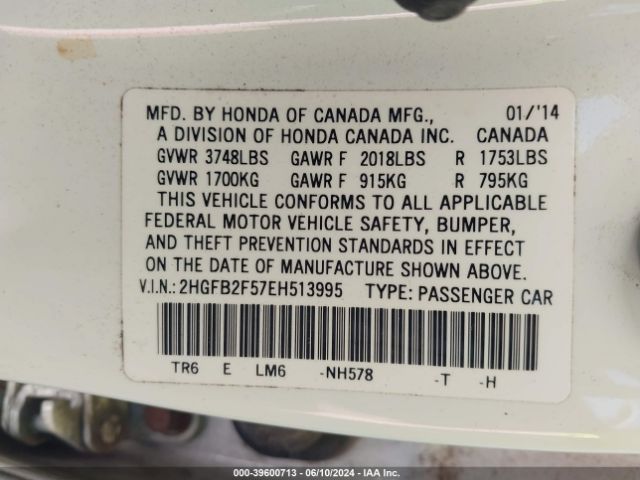 MFD. BY HONDA OF CANADA MFG., 01/'14
A DIVISION OF HONDA CANADA INC. CANADA
GVWR 3748LBS GAWR F 2018LBS R 1753LBS
GVWR 1700KG GAWR F 915KG R 795KG
THIS VEHICLE CONFORMS TO ALL APPLICABLE
FEDERAL MOTOR VEHICLE SAFETY, BUMPER,
AND THEFT PREVENTION STANDARDS IN EFFECT
ON THE DATE OF MANUFACTURE SHOWN ABOVE.
V.I.N.: 2HGFB2F57EH513995 TYPE: PASSENGER CAR
TR6 E LM6 -NH578 -T -H
000-39600713 - 06/10/2024 - IAA Inc.